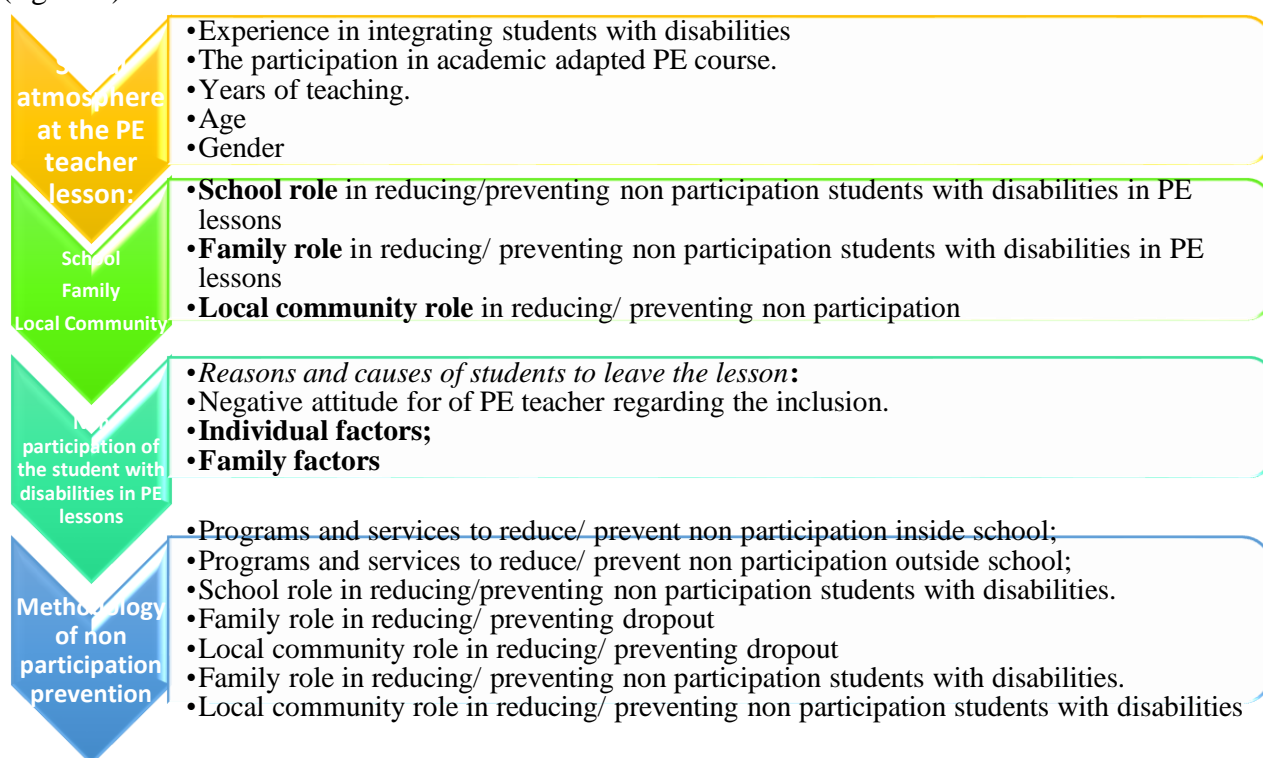 atmosphere
at the PE
teacher
lesson:
•Experience in integrating students with disabilities
•The participation in academic adapted PE course.
•Years of teaching.
•Age
•Gender
School
Family
Local Community
•School role in reducing/preventing non participation students with disabilities in PE
lessons
•Family role in reducing/ preventing non participation students with disabilities in PE
lessons
•Local community role in reducing/ preventing non participation
participation of
the student with
disabilities in PE
lessons
•Reasons and causes of students to leave the lesson:
•Negative attitude for of PE teacher regarding the inclusion.
•Individual factors;
•Family factors
Methodology
of non
participation
prevention
•Programs and services to reduce/ prevent non participation inside school;
•Programs and services to reduce/ prevent non participation outside school;
•School role in reducing/preventing non participation students with disabilities.
•Family role in reducing/ preventing dropout
•Local community role in reducing/ preventing dropout
•Family role in reducing/ preventing non participation students with disabilities.
•Local community role in reducing/ preventing non participation students with disabilities